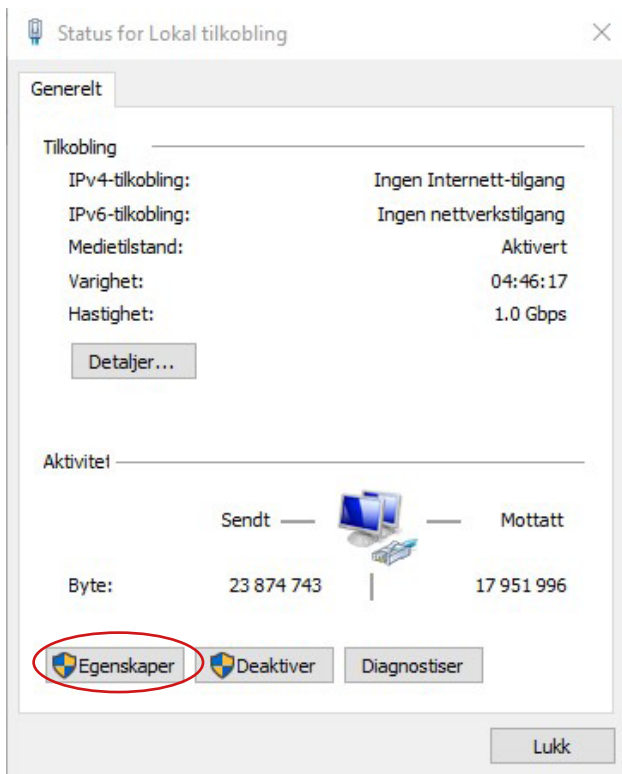 Status for Lokal tilkobling
Generelt
Tilkobling
IPv4-tilkobling: Ingen Internett-tilgang
IPv6-tilkobling: Ingen nettverkstilgang
Medietilstand: Aktivert
Varighet: 04:46:17
Hastighet: 1.0 Gbps
Detaljer...
Aktivitet
Sendt Mottatt
Byte: 23 874 743 17 951 996
Egenskaper Deaktiver Diagnostiser
Lukk